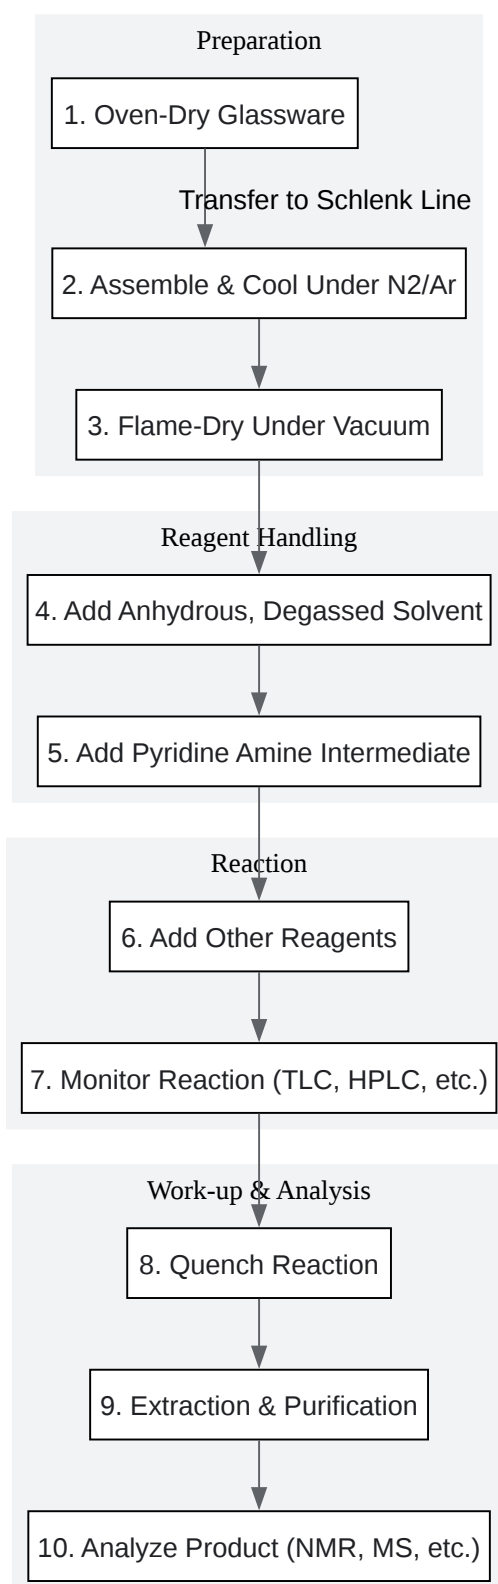 Preparation
1. Oven-Dry Glassware
Transfer to Schlenk Line
2. Assemble & Cool Under N2/Ar
3. Flame-Dry Under Vacuum
Reagent Handling
4. Add Anhydrous, Degassed Solvent
5. Add Pyridine Amine Intermediate
Reaction
6. Add Other Reagents
7. Monitor Reaction (TLC, HPLC, etc.)
Work-up & Analysis
8. Quench Reaction
9. Extraction & Purification
10. Analyze Product (NMR, MS, etc.)